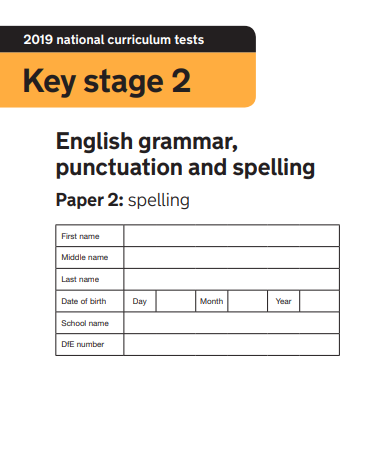 2019 national curriculum tests
Key stage 2
English grammar,
punctuation and spelling
Paper 2: spelling
First name
Middle name
Last name
Date of birth Day Month Year
School name
DfE number